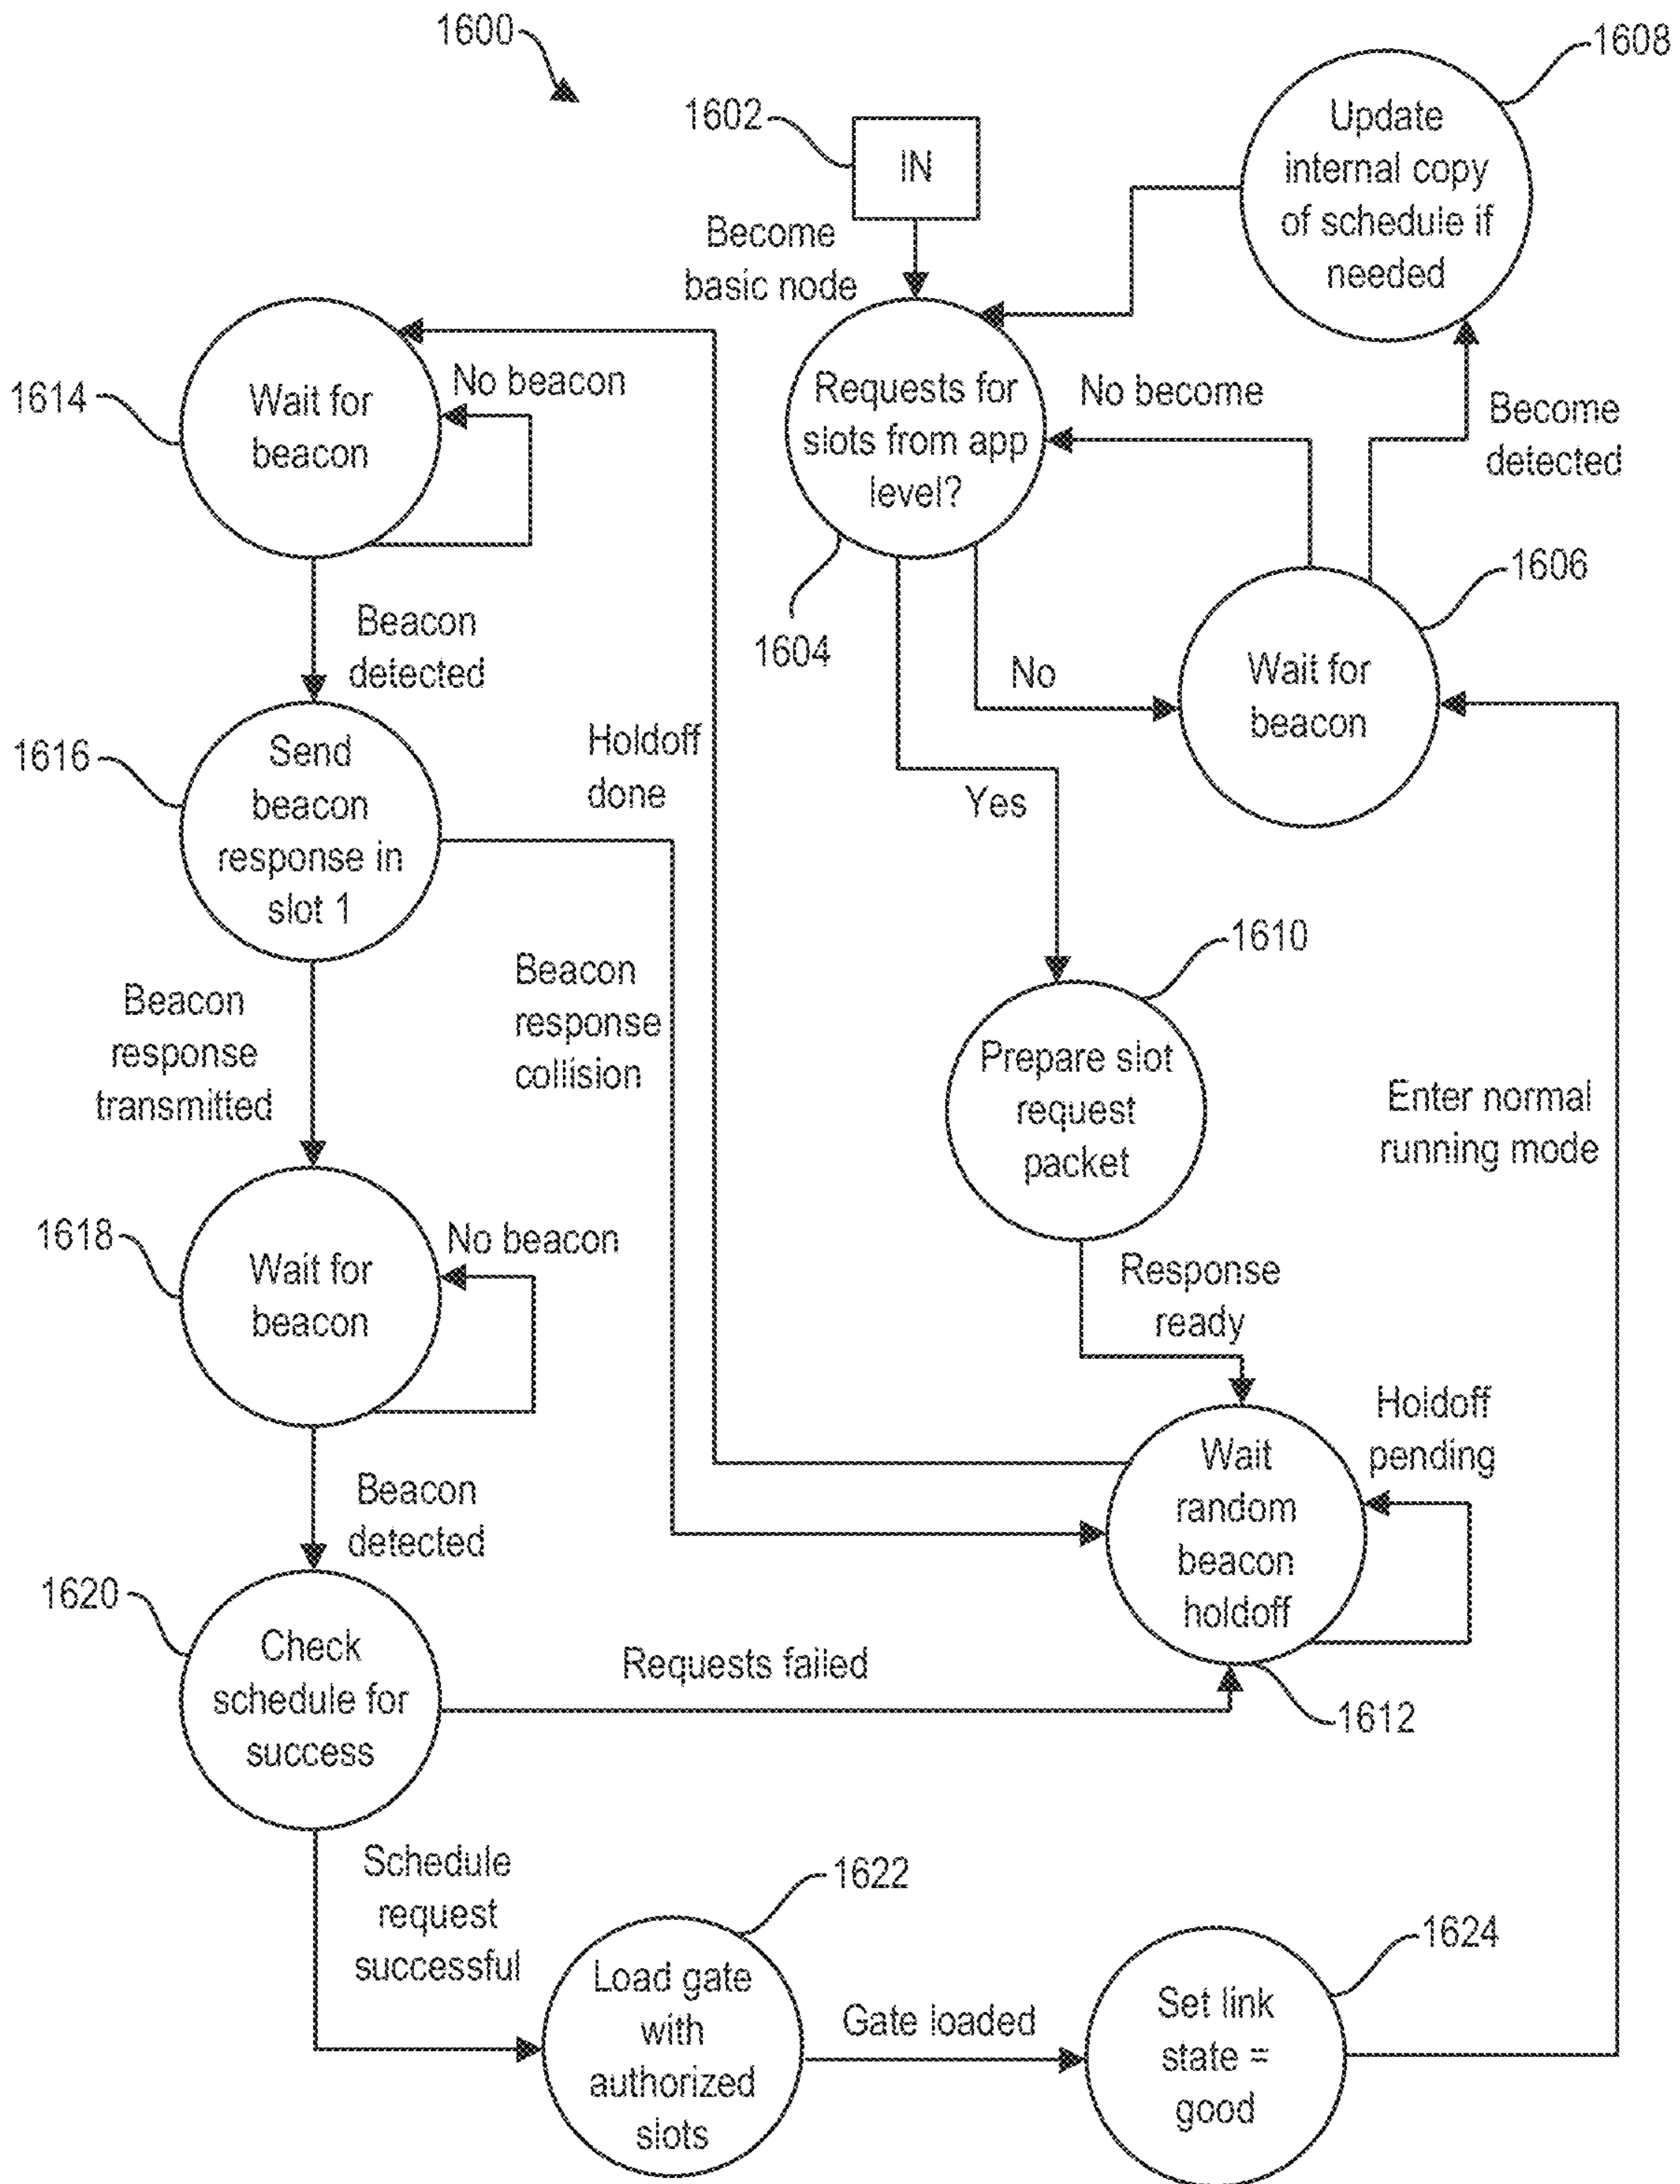 1600
1608
1602
IN
Update
internal copy
of schedule if
needed
Become
basic node
1614
Wait for
beacon
No beacon
Requests for
slots from app
level?
No become
Become
detected
1604
1606
Wait for
beacon
No
Yes
Beacon
detected
1616
Send
beacon
response in
slot 1
Holdoff
done
Beacon
response
collision
Beacon
response
transmitted
1610
Prepare slot
request
packet
Enter normal
running mode
Response
ready
1618
Wait for
beacon
No beacon
Holdoff
pending
Wait
random
beacon
holdoff
1612
Beacon
detected
1620
Check
schedule for
success
Requests failed
Schedule
request
successful
1622
Load gate
with
authorized
slots
Gate loaded
1624
Set link
state =
good